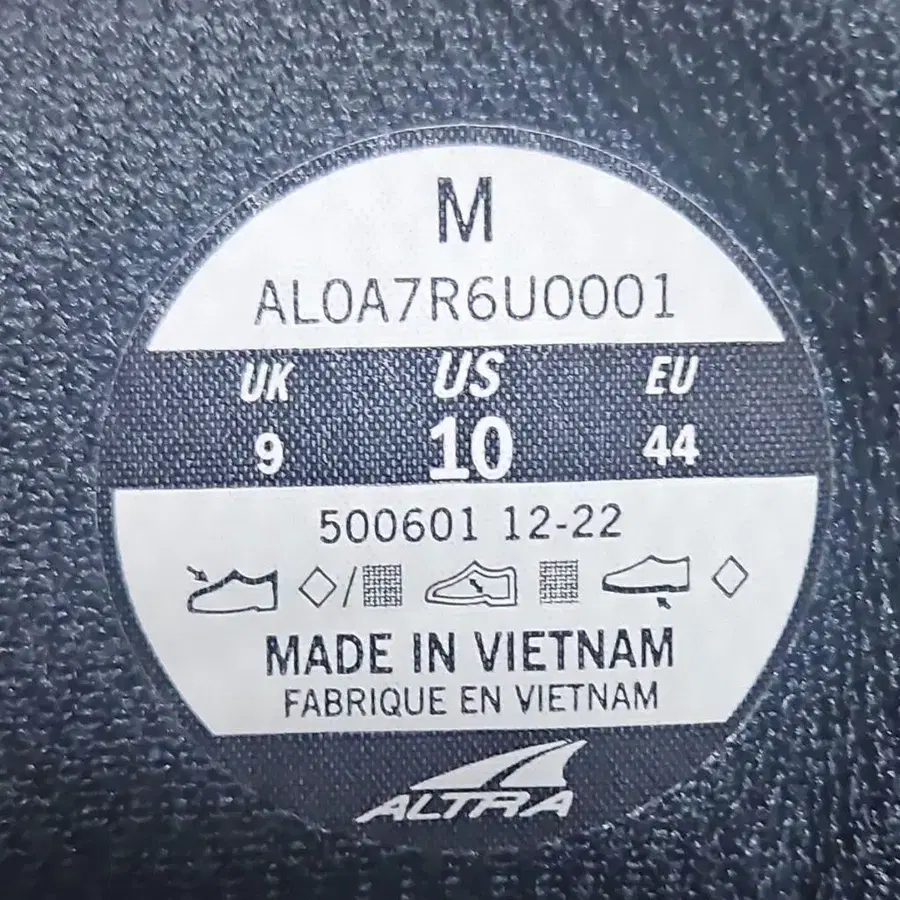 M
AL0A7R6U0001
UK US EU
9 10 44
500601 12-22
MADE IN VIETNAM
FABRIQUE EN VIETNAM
ALTRA